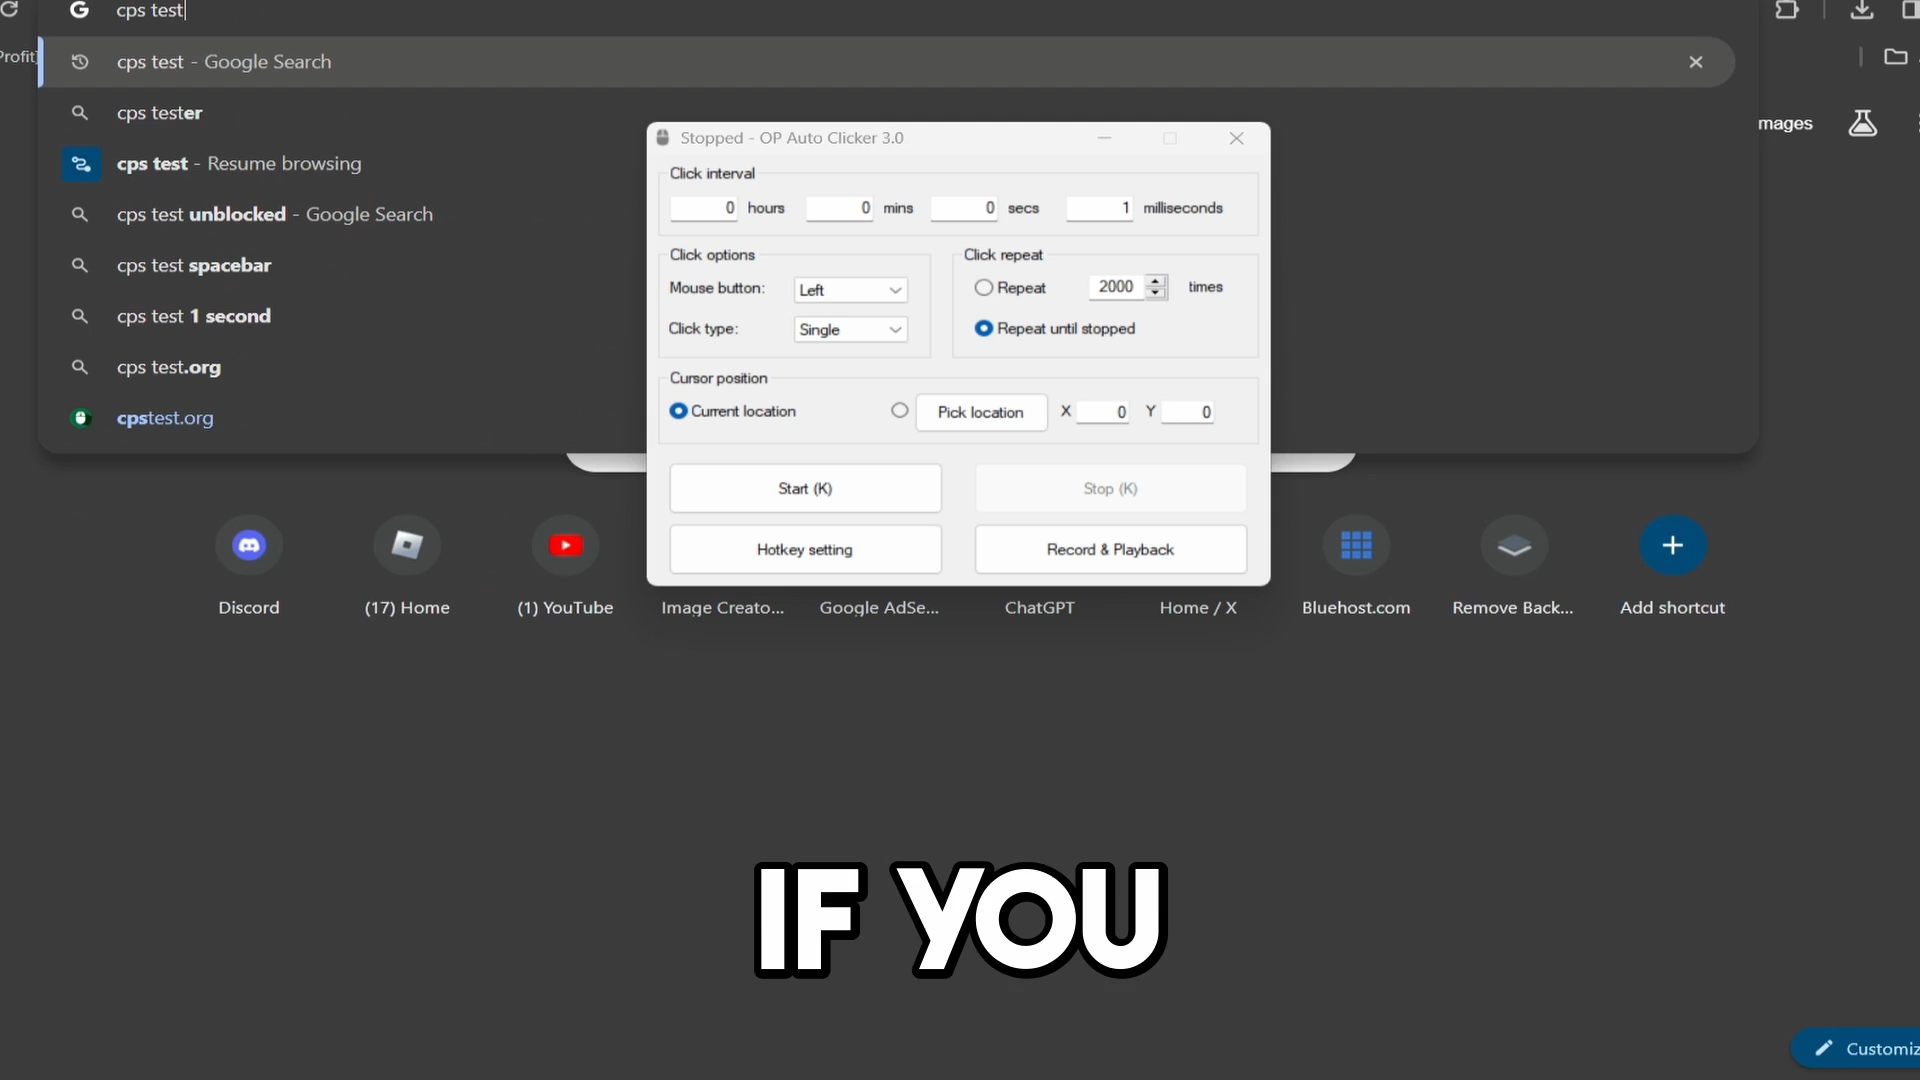 cps test
Profit]
cps test - Google Search
cps tester
cps test - Resume browsing
cps test unblocked - Google Search
cps test spacebar
cps test 1 second
cps test.org
cpstest.org
mages
Stopped - OP Auto Clicker 3.0
Click interval
0 hours 0 mins 0 secs 1 milliseconds
Click options
Mouse button: Left
Click type: Single
Click repeat
Repeat 2000 times
Repeat until stopped
Cursor position
Current location Pick location X 0 Y 0
Start (K) Stop (K)
Hotkey setting Record & Playback
Discord (17) Home (1) YouTube Image Creato... Google AdSe... ChatGPT Home / X Bluehost.com Remove Back... Add shortcut
IF YOU
Customiz